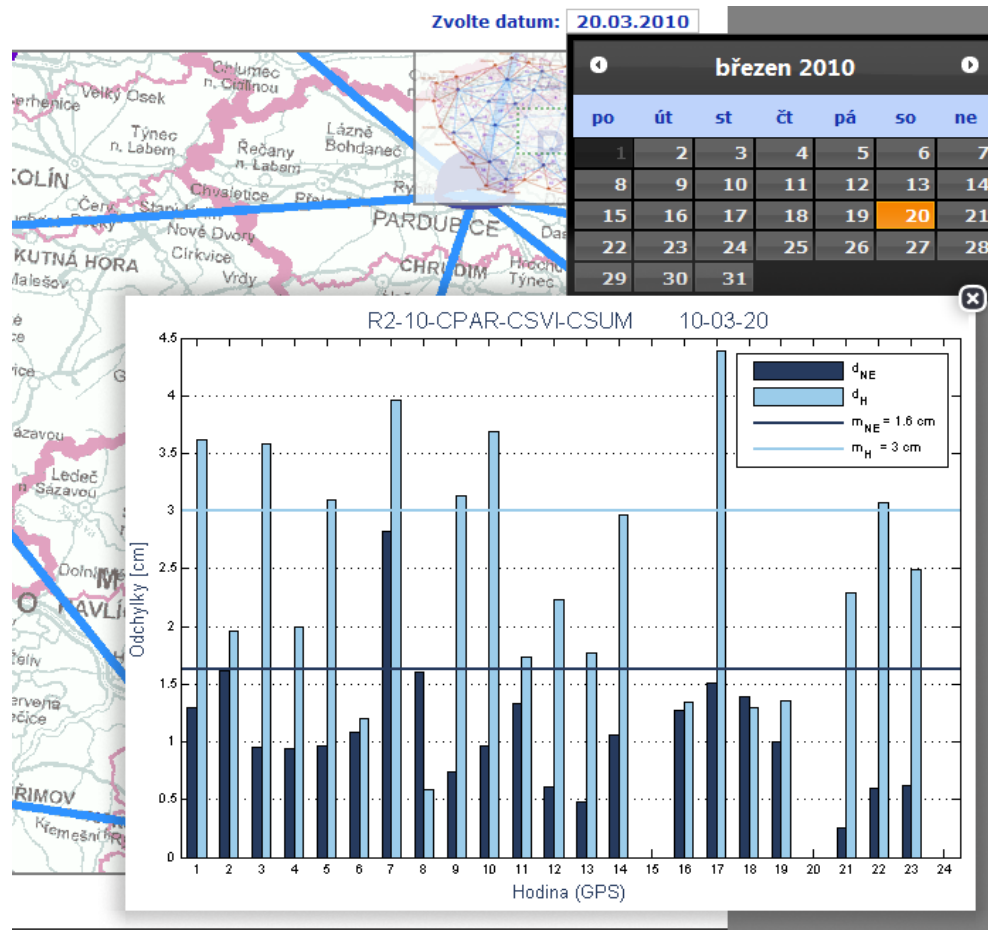 Zvolte datum: 20.03.2010
březen 2010
po út st čt pá so ne
1 2 3 4 5 6 7
8 9 10 11 12 13 14
15 16 17 18 19 20 21
22 23 24 25 26 27 28
29 30 31
Chlumec
n. Cidlinou
Velký Osek
Týnec
n. Labem
Řečany
n. Labem
Lázně
Bohdaneč
KOLÍN
Chvaletice
Nové Dvory
PARDUBICE
KUTNÁ HORA
Církvice
Malešov
Vrdy
CHRUDIM
Týnec
Ledeč
n. Sázavou
R2-10-CPAR-CSVI-CSUM 10-03-20
d_NE
d_H
m_NE = 1.6 cm
m_H = 3 cm
Odchylky [cm]
4.5
4
3.5
3
2.5
2
1.5
1
0.5
0
1 2 3 4 5 6 7 8 9 10 11 12 13 14 15 16 17 18 19 20 21 22 23 24
Hodina (GPS)